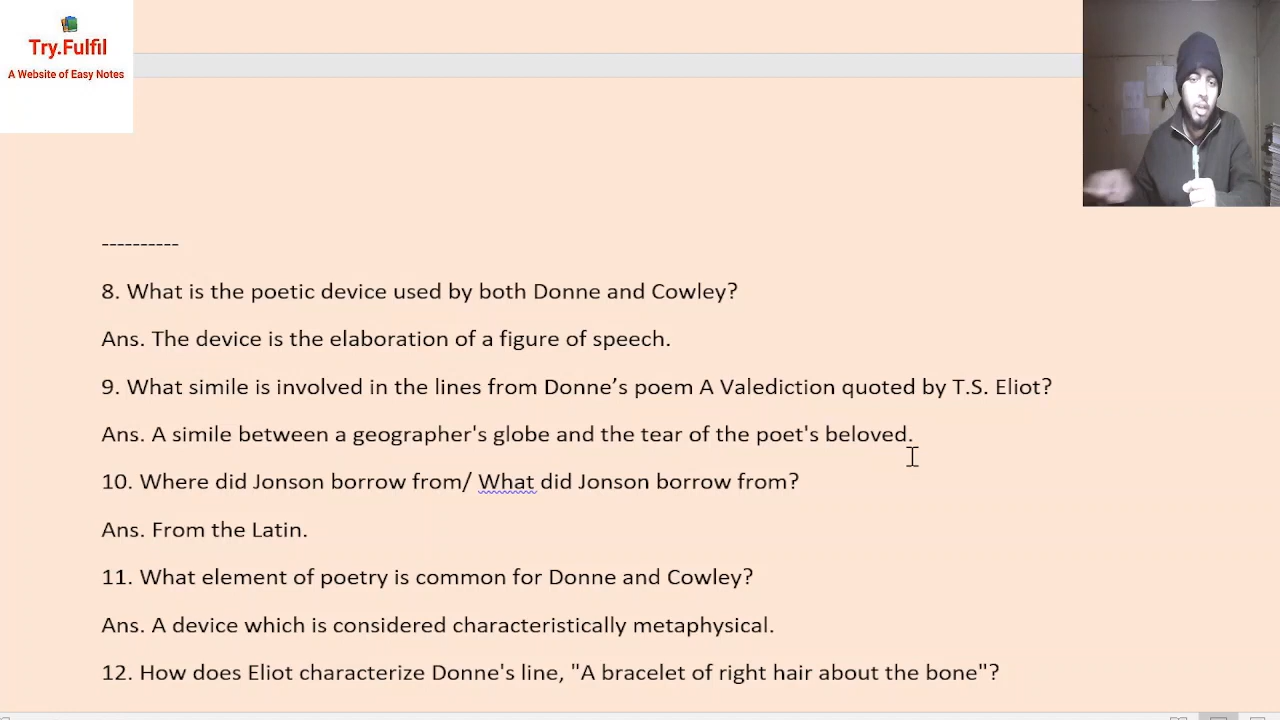 Try.Fulfil
A Website of Easy Notes
----------
8. What is the poetic device used by both Donne and Cowley?
Ans. The device is the elaboration of a figure of speech.
9. What simile is involved in the lines from Donne’s poem A Valediction quoted by T.S. Eliot?
Ans. A simile between a geographer's globe and the tear of the poet's beloved.
10. Where did Jonson borrow from/ What did Jonson borrow from?
Ans. From the Latin.
11. What element of poetry is common for Donne and Cowley?
Ans. A device which is considered characteristically metaphysical.
12. How does Eliot characterize Donne's line, "A bracelet of right hair about the bone"?